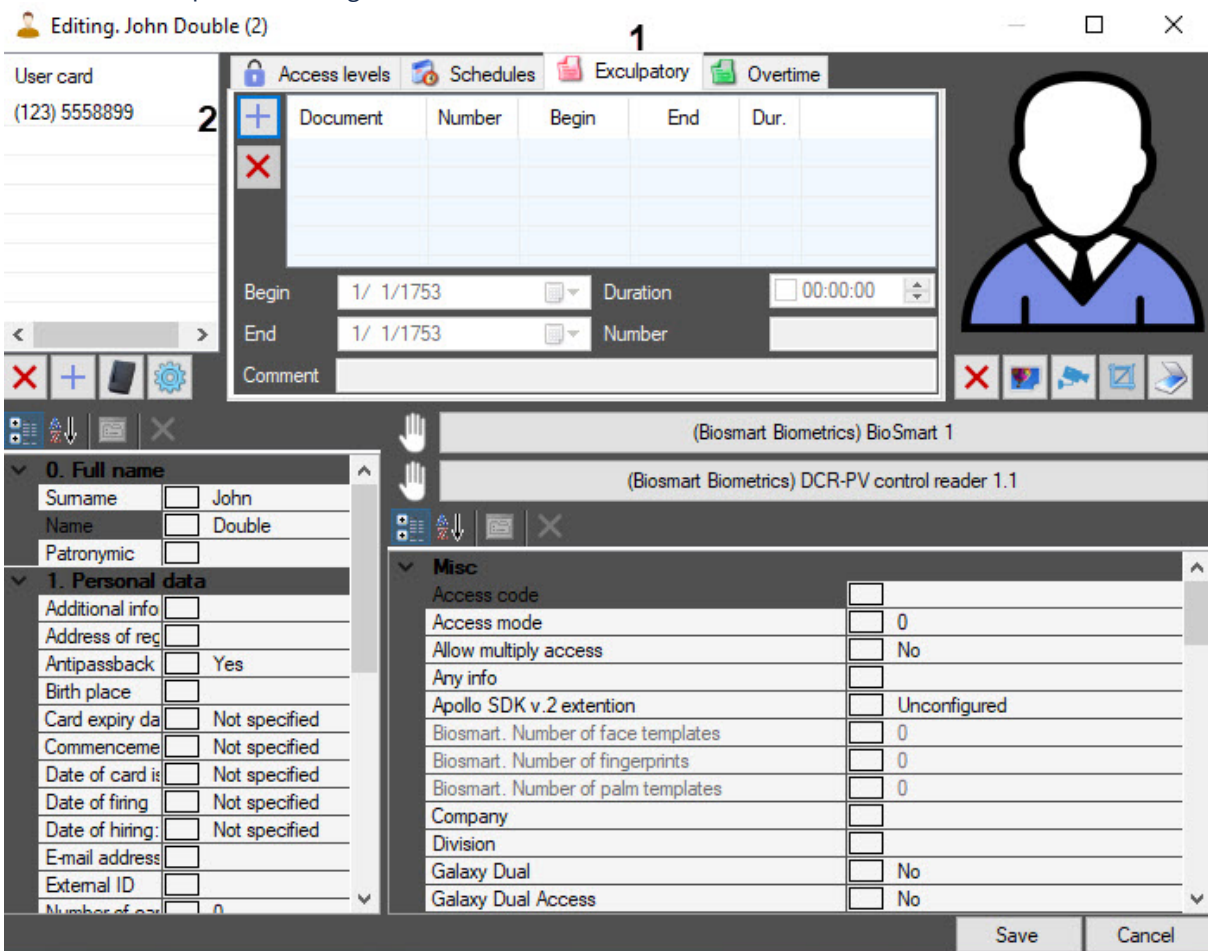 Editing. John Double (2)
1
User card
(123) 5558899
Access levels Schedules Exculpatory Overtime
2
Document Number Begin End Dur.
Begin 1/ 1/1753 Duration 00:00:00
End 1/ 1/1753 Number
Comment
(Biosmart Biometrics) BioSmart 1
(Biosmart Biometrics) DCR-PV control reader 1.1
0. Full name
Surname John
Name Double
Patronymic
1. Personal data
Additional info
Address of reg
Antipassback Yes
Birth place
Card expiry da Not specified
Commenceme Not specified
Date of card is Not specified
Date of firing Not specified
Date of hiring: Not specified
E-mail address
External ID
Number of car 0
Misc
Access code
Access mode 0
Allow multiply access No
Any info
Apollo SDK v.2 extention Unconfigured
Biosmart. Number of face templates 0
Biosmart. Number of fingerprints 0
Biosmart. Number of palm templates 0
Company
Division
Galaxy Dual No
Galaxy Dual Access No
Save Cancel